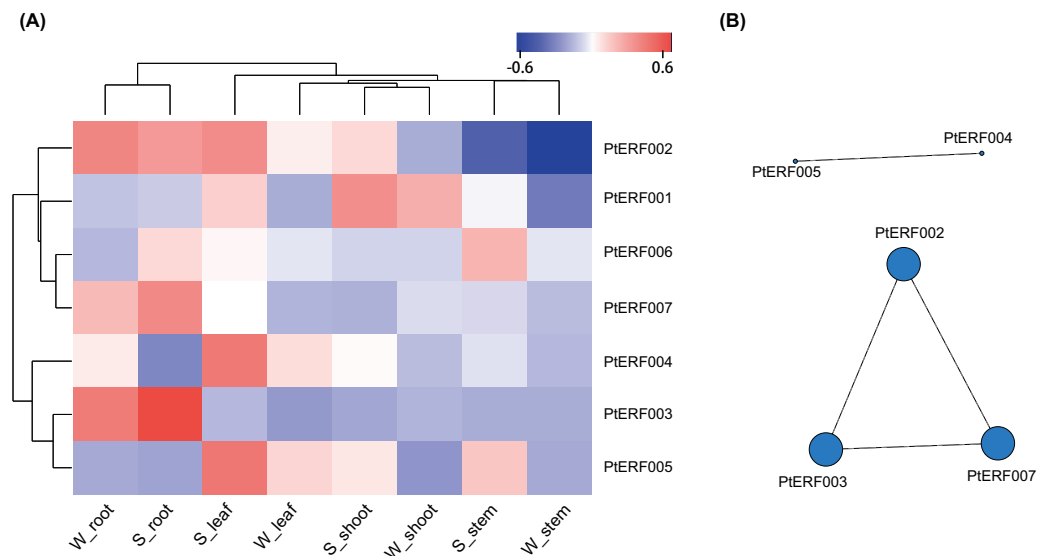 (A)
-0.6 0.6
PtERF002
PtERF001
PtERF006
PtERF007
PtERF004
PtERF003
PtERF005
W_root S_root S_leaf W_leaf S_shoot W_shoot S_stem W_stem
(B)
PtERF004
PtERF005
PtERF002
PtERF003
PtERF007